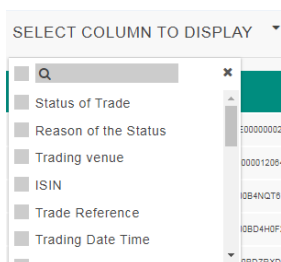 SELECT COLUMN TO DISPLAY
Status of Trade
Reason of the Status
Trading venue
ISIN
Trade Reference
Trading Date Time